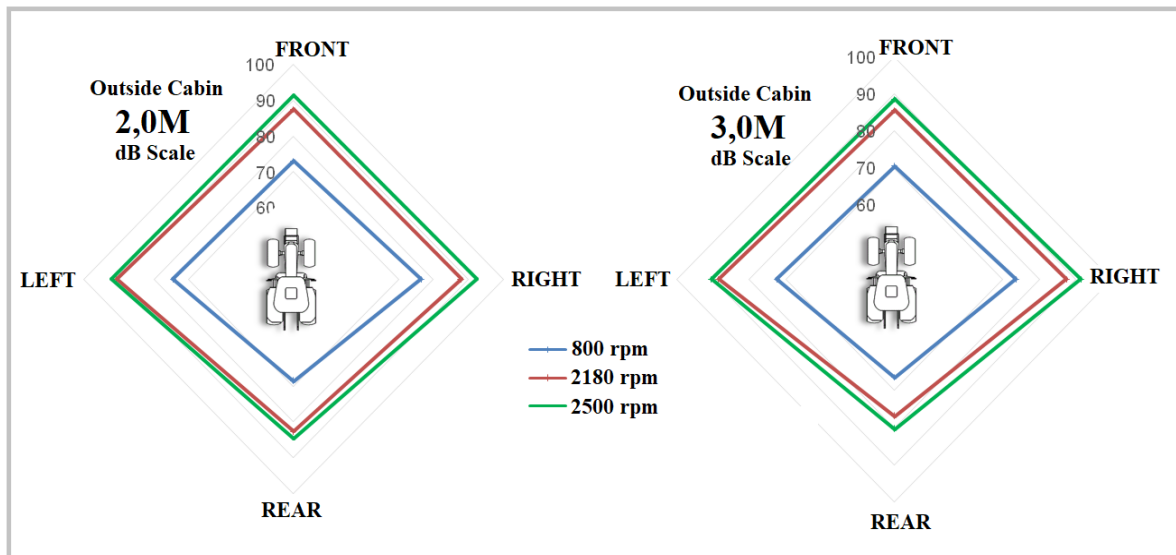 FRONT
100
Outside Cabin
2,0M
dB Scale
90
80
70
60
LEFT
RIGHT
REAR
FRONT
100
Outside Cabin
3,0M
dB Scale
90
80
70
60
LEFT
RIGHT
REAR
800 rpm
2180 rpm
2500 rpm